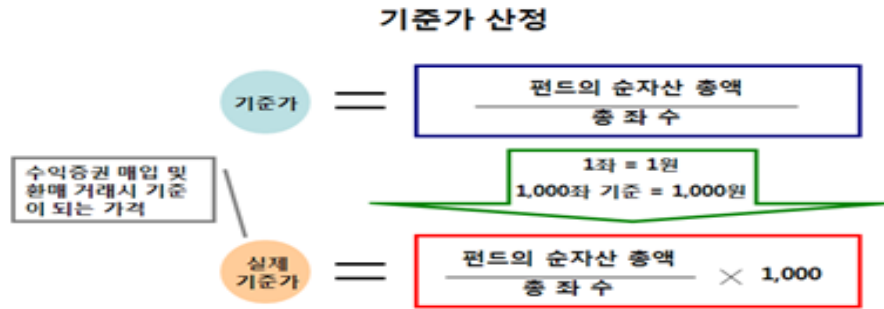 기준가 산정
기준가
펀드의 순자산 총액
총 좌 수
1좌 = 1원
1,000좌 기준 = 1,000원
수익증권 매입 및
환매 거래시 기준
이 되는 가격
실제
기준가
펀드의 순자산 총액
총 좌 수
× 1,000